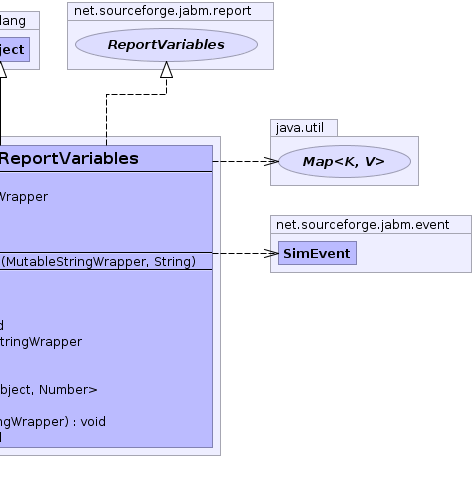 net.sourceforge.jabm.report
lang
ject
ReportVariables
ReportVariables
java.util
Map<K, V>
Wrapper
net.sourceforge.jabm.event
SimEvent
(MutableStringWrapper, String)
d
tringWrapper
bject, Number>
ngWrapper) : void